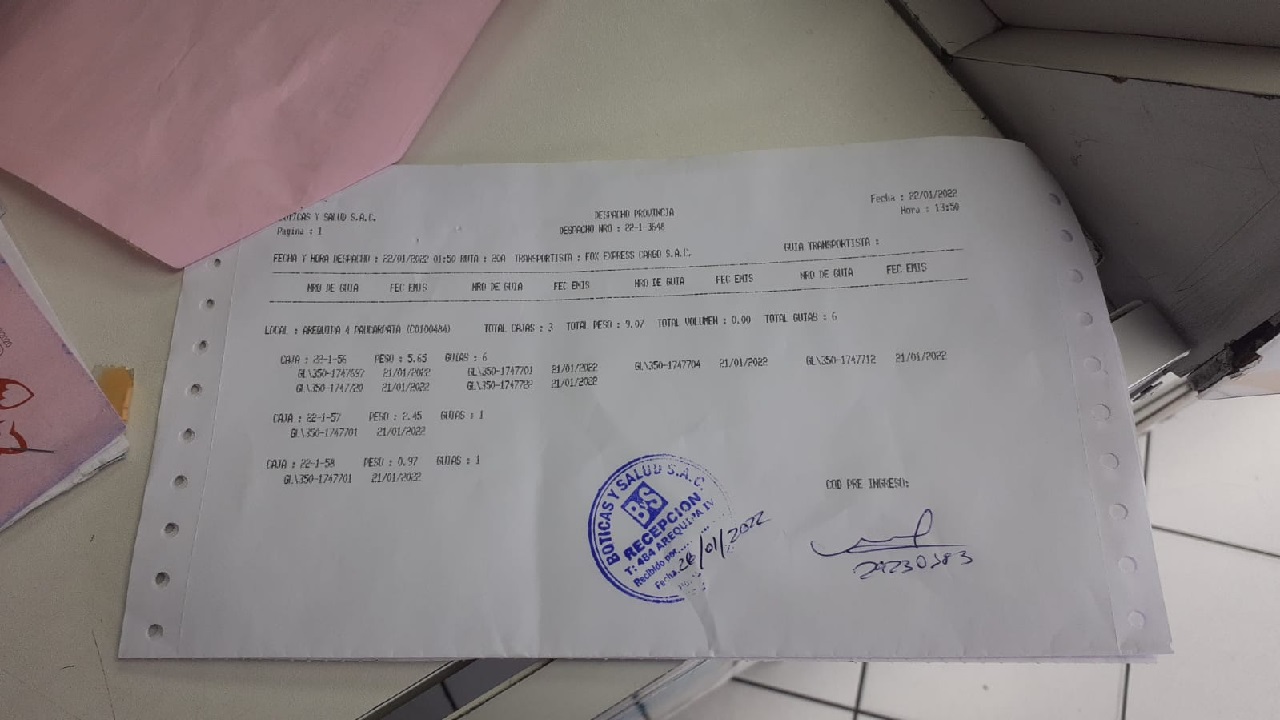 BOTICAS Y SALUD S.A.C.
DESPACHO PROVINCIA
Fecha : 22/01/2022
Pagina : 1
DESPACHO NRO : 22-1-3648
Hora : 13:50
FECHA Y HORA DESPACHO : 22/01/2022 01:50 RUTA : 20A TRANSPORTISTA : FOX EXPRESS CARGO S.A.C.
GUIA TRANSPORTISTA :
NRO DE GUIA FEC EMIS NRO DE GUIA FEC EMIS NRO DE GUIA FEC EMIS NRO DE GUIA FEC EMIS
LOCAL : AREQUIPA 4 PAUCARPATA (C0100484) TOTAL CAJAS : 3 TOTAL PESO : 9.07 TOTAL VOLUMEN : 0.00 TOTAL GUIAS : 6
CAJA : 22-1-56 PESO : 5.65 GUIAS : 6
GL\350-1747697 21/01/2022 GL\350-1747701 21/01/2022 GL\350-1747704 21/01/2022 GL\350-1747712 21/01/2022
GL\350-1747720 21/01/2022 21/01/2022
CAJA : 22-1-57 PESO : 2.45 GUIAS : 1
GL\350-1747701 21/01/2022
CAJA : 22-1-58 PESO : 0.97 GUIAS : 1
GL\350-1747701 21/01/2022
COD PRE INGRESO:
BOTICAS Y SALUD S.A.C.
BS
RECEPCION
T: 484 AREQUIPA IV
Recibido por:
Fecha: 28/01/2022